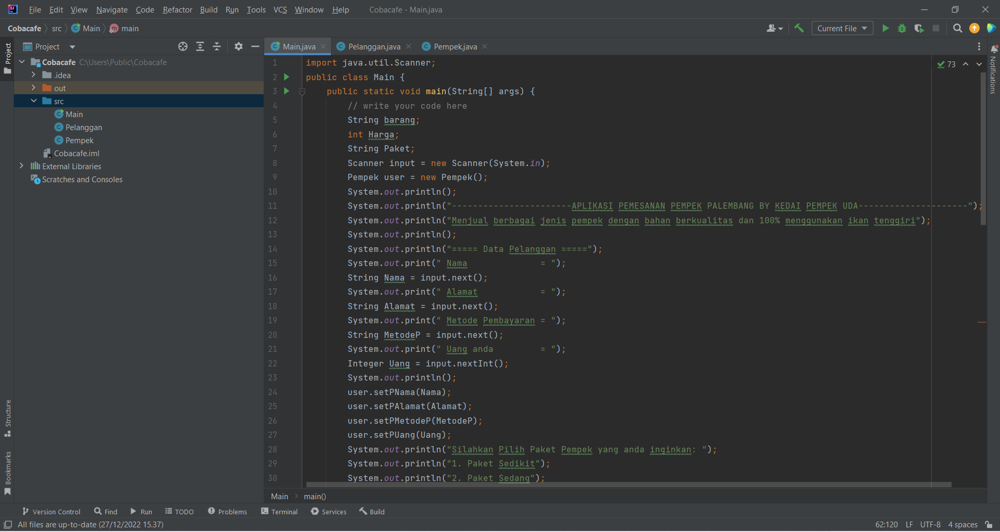 File Edit View Navigate Code Refactor Build Run Tools VCS Window Help Cobacafe - Main.java
Cobacafe src Main main
Current File
Project
Project
Main.java Pelanggan.java Pempek.java
Notifications
Cobacafe C:\Users\Public\Cobacafe
.idea
out
src
Main
Pelanggan
Pempek
Cobacafe.iml
External Libraries
Scratches and Consoles
73
1 import java.util.Scanner;
2 public class Main {
3 public static void main(String[] args) {
4 // write your code here
5 String barang;
6 int Harga;
7 String Paket;
8 Scanner input = new Scanner(System.in);
9 Pempek user = new Pempek();
10 System.out.println();
11 System.out.println("-----------------------APLIKASI PEMESANAN PEMPEK PALEMBANG BY KEDAI PEMPEK UDA---------------------");
12 System.out.println("Menjual berbagai jenis pempek dengan bahan berkualitas dan 100% menggunakan ikan tenggiri");
13 System.out.println();
14 System.out.println("===== Data Pelanggan =====");
15 System.out.print(" Nama              = ");
16 String Nama = input.next();
17 System.out.print(" Alamat            = ");
18 String Alamat = input.next();
19 System.out.print(" Metode Pembayaran = ");
20 String MetodeP = input.next();
21 System.out.print(" Uang anda         = ");
22 Integer Uang = input.nextInt();
23 System.out.println();
24 user.setPNama(Nama);
25 user.setPAlamat(Alamat);
26 user.setPMetodeP(MetodeP);
27 user.setPUang(Uang);
28 System.out.println("Silahkan Pilih Paket Pempek yang anda inginkan: ");
29 System.out.println("1. Paket Sedikit");
30 System.out.println("2. Paket Sedang");
Structure
Bookmarks
Main main()
Version Control Find Run TODO Problems Terminal Services Build
All files are up-to-date (27/12/2022 15.37) 62:120 LF UTF-8 4 spaces